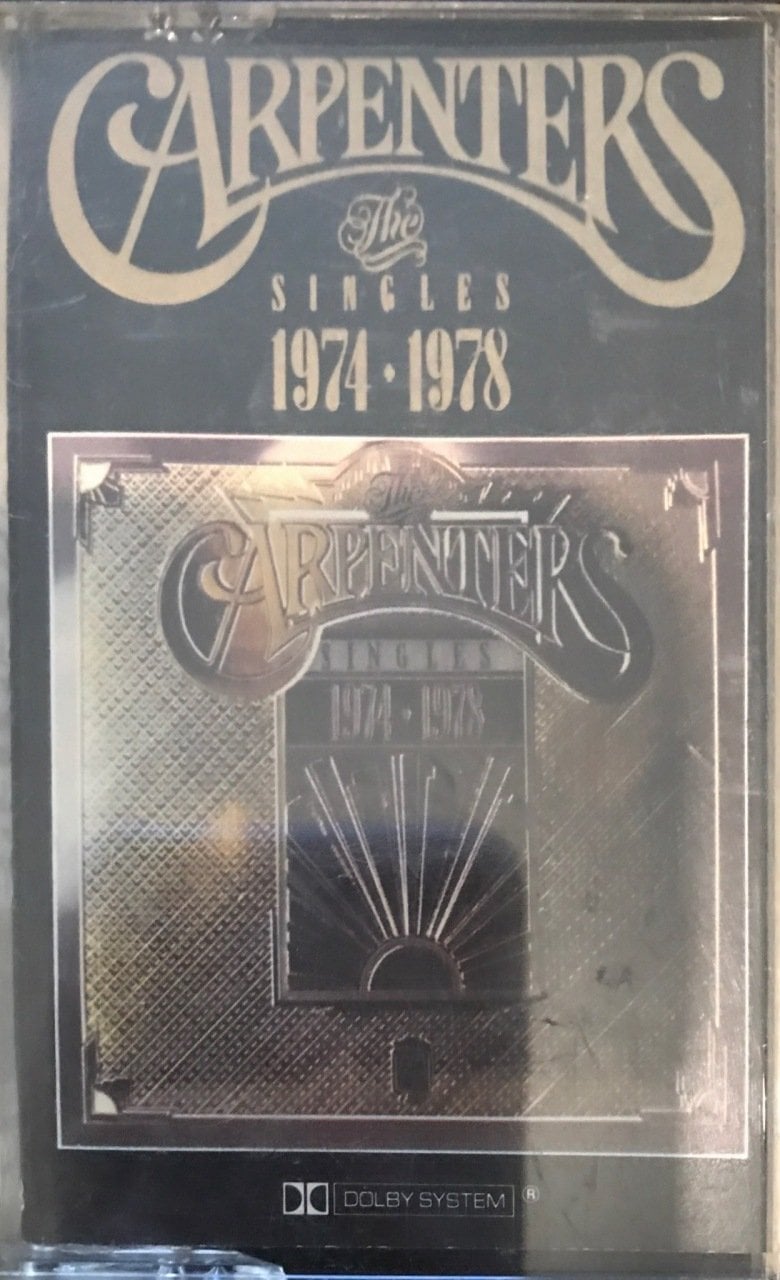 CARPENTERS
The
SINGLES
1974 • 1978
The
CARPENTERS
SINGLES
1974 • 1978
DOLBY SYSTEM ®